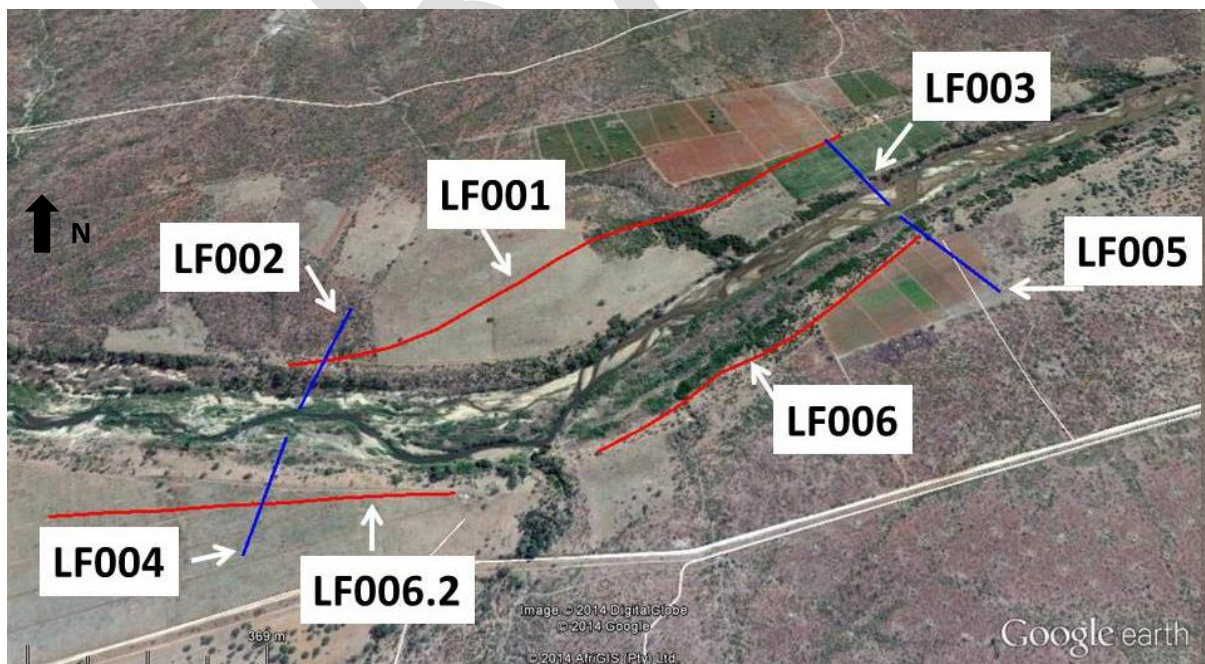 LF003
LF001
N
LF002
LF005
LF006
LF004
LF006.2
Image © 2014 DigitalGlobe
© 2014 Google
369 m
Google earth
© 2014 AfriGIS (Pty) Ltd.